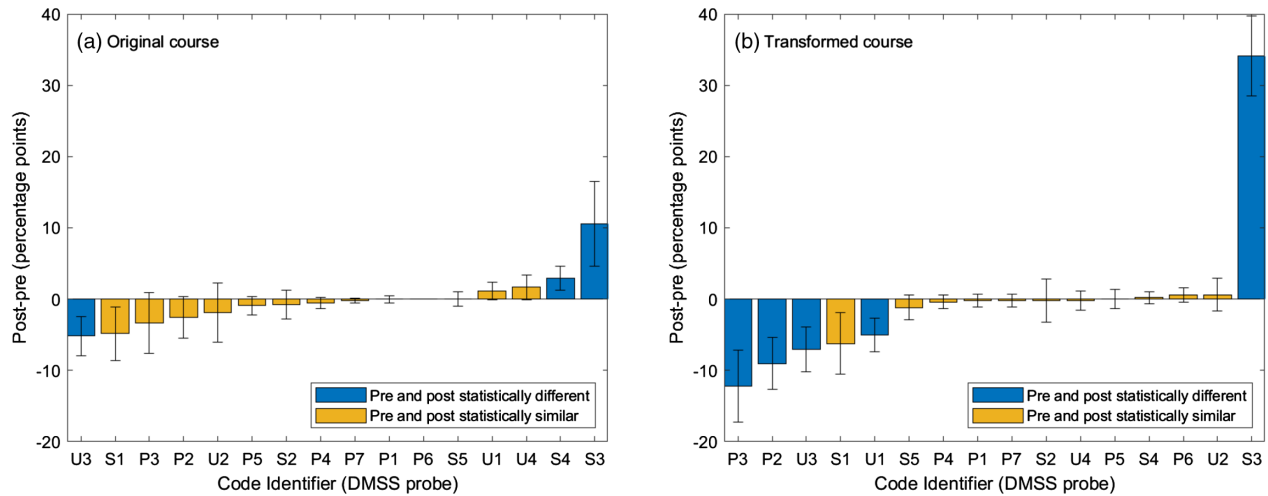 (a) Original course
40
30
20
10
0
-10
-20
Post-pre (percentage points)
Pre and post statistically different
Pre and post statistically similar
U3 S1 P3 P2 U2 P5 S2 P4 P7 P1 P6 S5 U1 U4 S4 S3
Code Identifier (DMSS probe)
(b) Transformed course
40
30
20
10
0
-10
-20
Post-pre (percentage points)
Pre and post statistically different
Pre and post statistically similar
P3 P2 U3 S1 U1 S5 P4 P1 P7 S2 U4 P5 S4 P6 U2 S3
Code Identifier (DMSS probe)